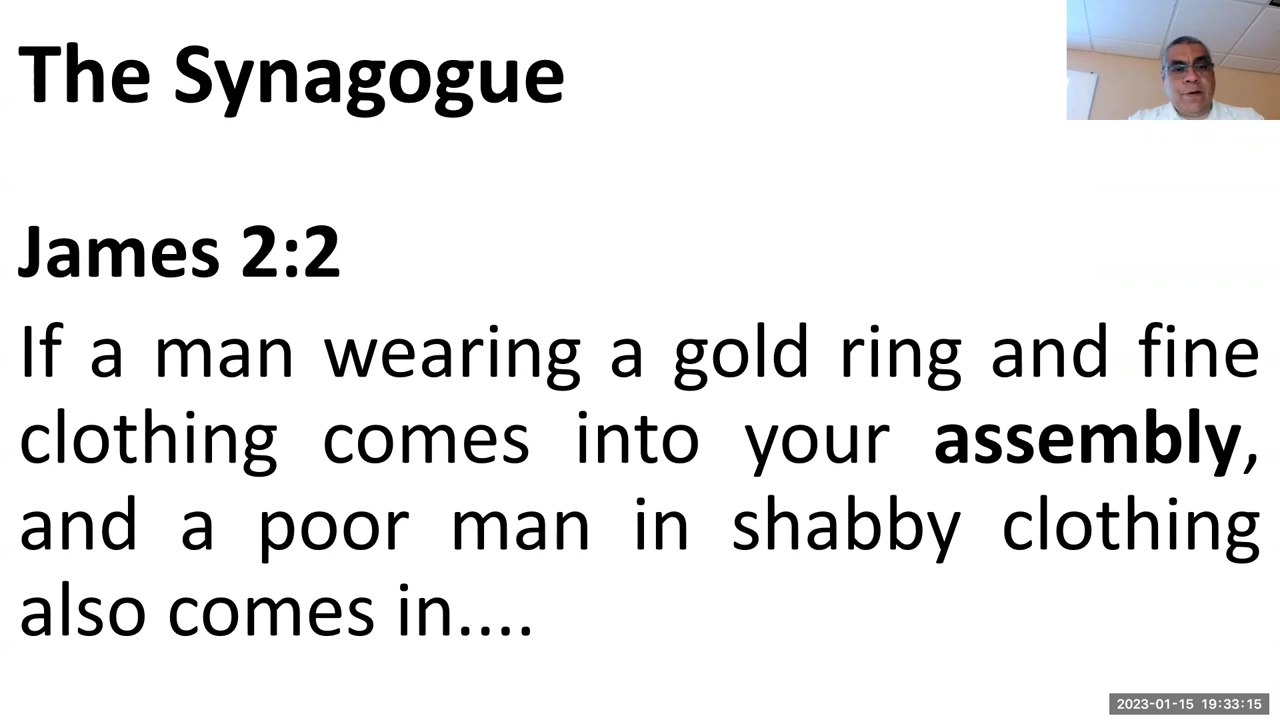 The Synagogue
James 2:2
If a man wearing a gold ring and fine
clothing comes into your assembly,
and a poor man in shabby clothing
also comes in....
2023-01-15 19:33:15